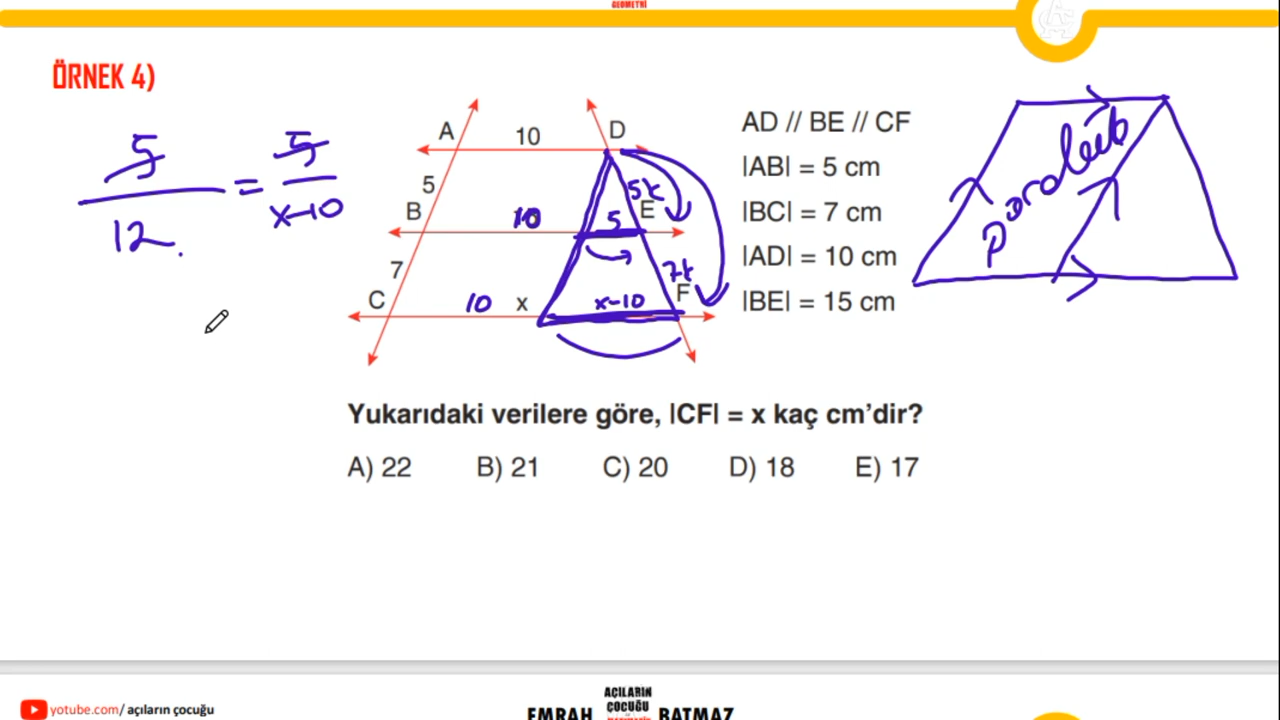 GEOMETRİ
ÖRNEK 4)
5/12 = 5/x-10
A 10 D
5
5k
B 10 5 E
7
7k
C 10 x x-10 F
AD // BE // CF
|AB| = 5 cm
|BC| = 7 cm
|AD| = 10 cm
|BE| = 15 cm
Yukarıdaki verilere göre, |CF| = x kaç cm'dir?
A) 22 B) 21 C) 20 D) 18 E) 17
yotube.com/ açıların çocuğu
EMRAH AÇILARIN ÇOCUĞU BATMAZ